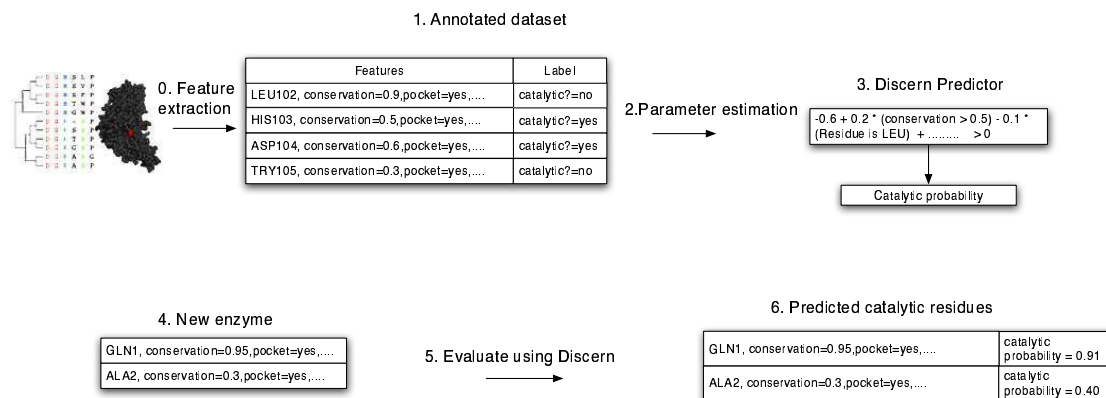 1. Annotated dataset
0. Feature
extraction
Features Label
LEU102, conservation=0.9,pocket=yes,.... catalytic?=no
HIS103, conservation=0.5,pocket=yes,.... catalytic?=yes
ASP104, conservation=0.6,pocket=yes,.... catalytic?=yes
TRY105, conservation=0.3,pocket=yes,.... catalytic?=no
2.Parameter estimation
3. Discern Predictor
-0.6 + 0.2 * (conservation > 0.5) - 0.1 *
(Residue is LEU) + ......... > 0
Catalytic probability
4. New enzyme
GLN1, conservation=0.95,pocket=yes,....
ALA2, conservation=0.3,pocket=yes,....
5. Evaluate using Discern
6. Predicted catalytic residues
GLN1, conservation=0.95,pocket=yes,.... catalytic
probability = 0.91
ALA2, conservation=0.3,pocket=yes,.... catalytic
probability = 0.40